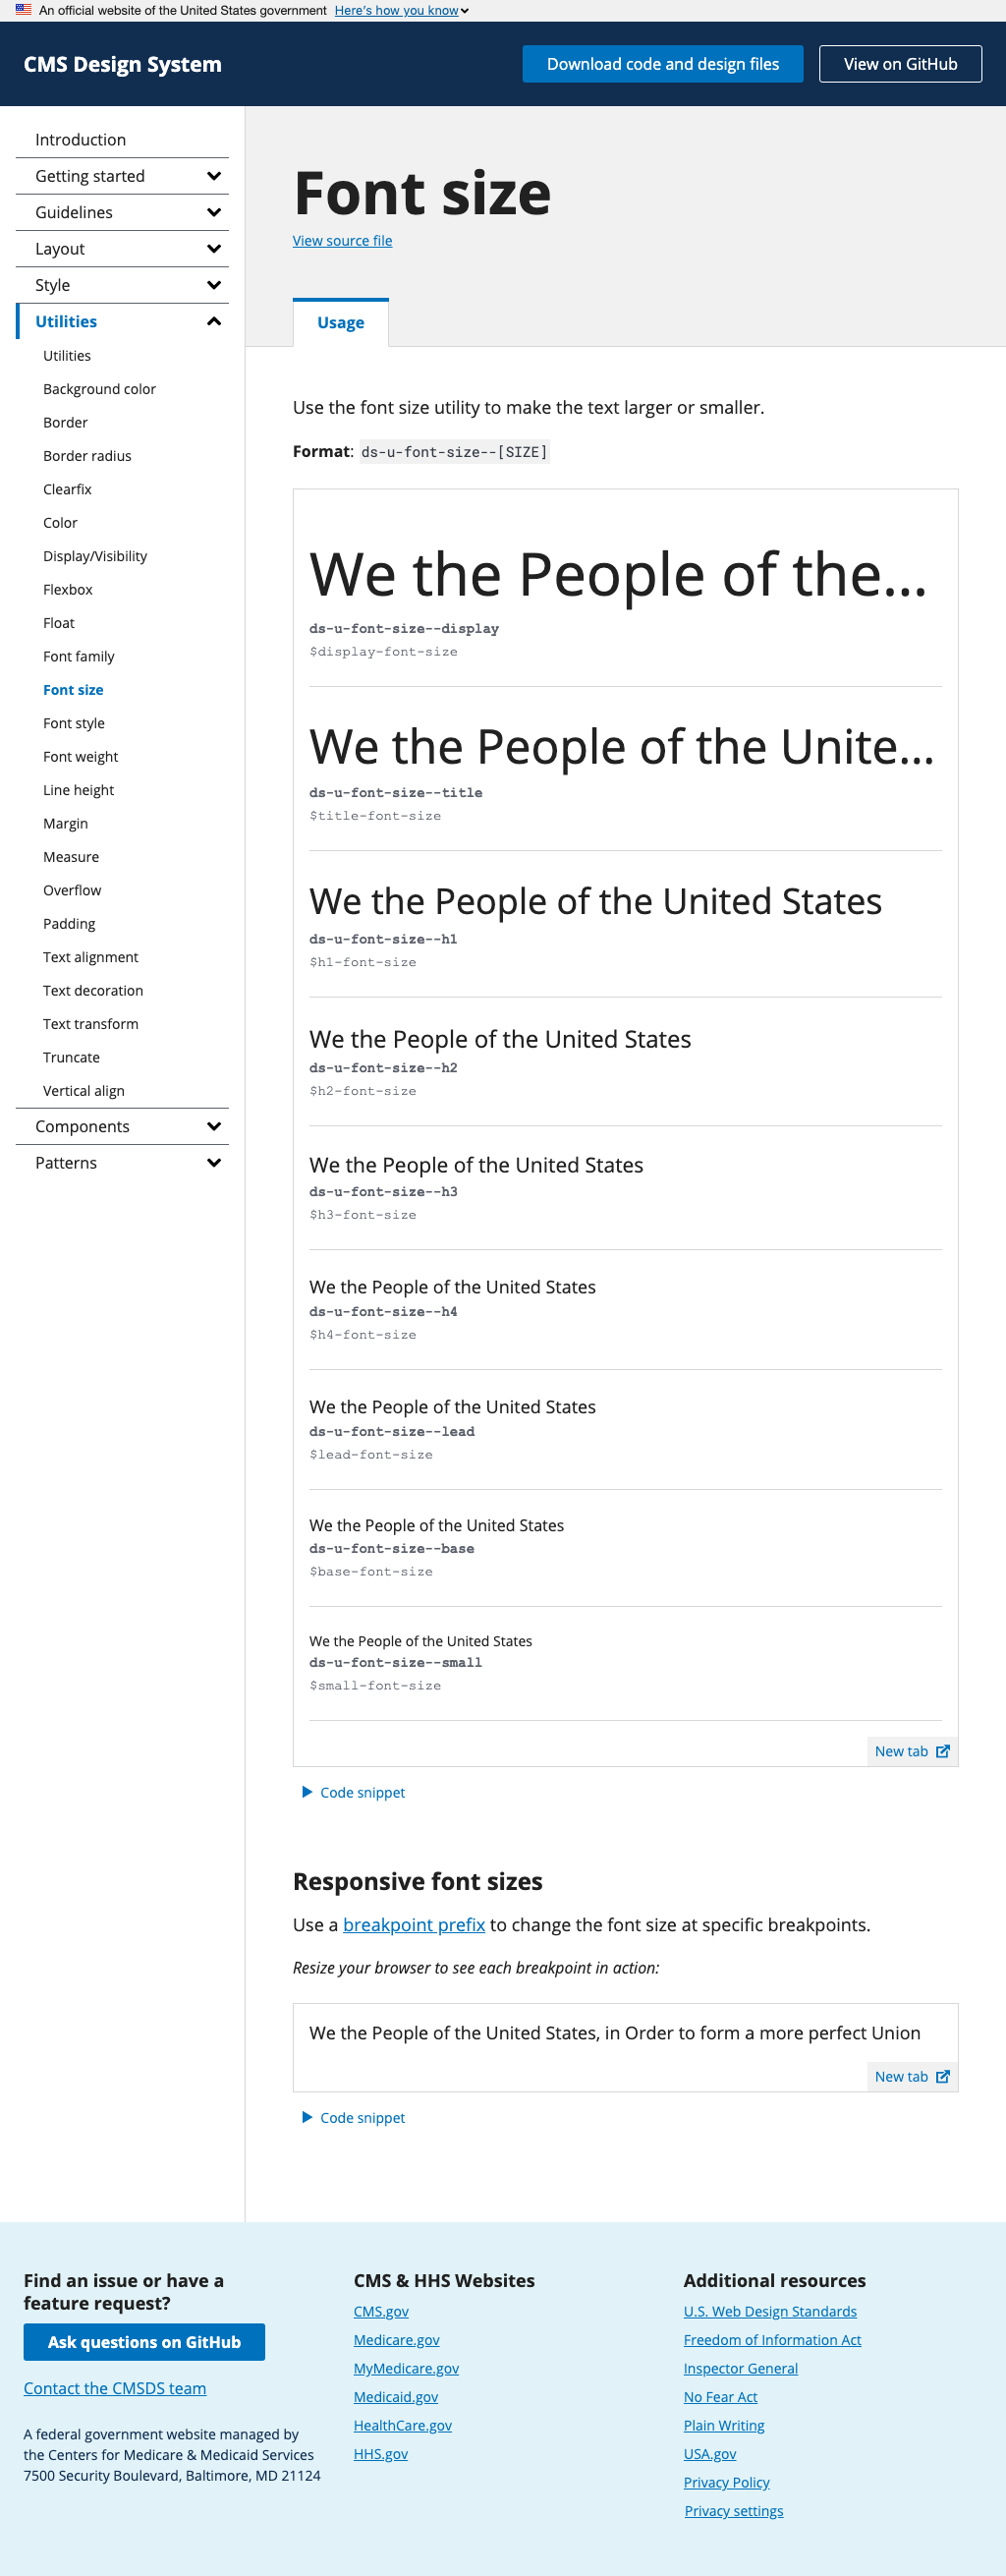 An official website of the United States government Here's how you know
CMS Design System
Download code and design files
View on GitHub
Introduction
Getting started
Guidelines
Layout
Style
Utilities
Utilities
Background color
Border
Border radius
Clearfix
Color
Display/Visibility
Flexbox
Float
Font family
Font size
Font style
Font weight
Line height
Margin
Measure
Overflow
Padding
Text alignment
Text decoration
Text transform
Truncate
Vertical align
Components
Patterns
Font size
View source file
Usage
Use the font size utility to make the text larger or smaller.
Format: ds-u-font-size--[SIZE]
We the People of the...
ds-u-font-size--display
$display-font-size
We the People of the Unite...
ds-u-font-size--title
$title-font-size
We the People of the United States
ds-u-font-size--h1
$h1-font-size
We the People of the United States
ds-u-font-size--h2
$h2-font-size
We the People of the United States
ds-u-font-size--h3
$h3-font-size
We the People of the United States
ds-u-font-size--h4
$h4-font-size
We the People of the United States
ds-u-font-size--lead
$lead-font-size
We the People of the United States
ds-u-font-size--base
$base-font-size
We the People of the United States
ds-u-font-size--small
$small-font-size
New tab
Code snippet
Responsive font sizes
Use a breakpoint prefix to change the font size at specific breakpoints.
Resize your browser to see each breakpoint in action:
We the People of the United States, in Order to form a more perfect Union
New tab
Code snippet
Find an issue or have a
feature request?
Ask questions on GitHub
Contact the CMSDS team
A federal government website managed by
the Centers for Medicare & Medicaid Services
7500 Security Boulevard, Baltimore, MD 21124
CMS & HHS Websites
CMS.gov
Medicare.gov
MyMedicare.gov
Medicaid.gov
HealthCare.gov
HHS.gov
Additional resources
U.S. Web Design Standards
Freedom of Information Act
Inspector General
No Fear Act
Plain Writing
USA.gov
Privacy Policy
Privacy settings